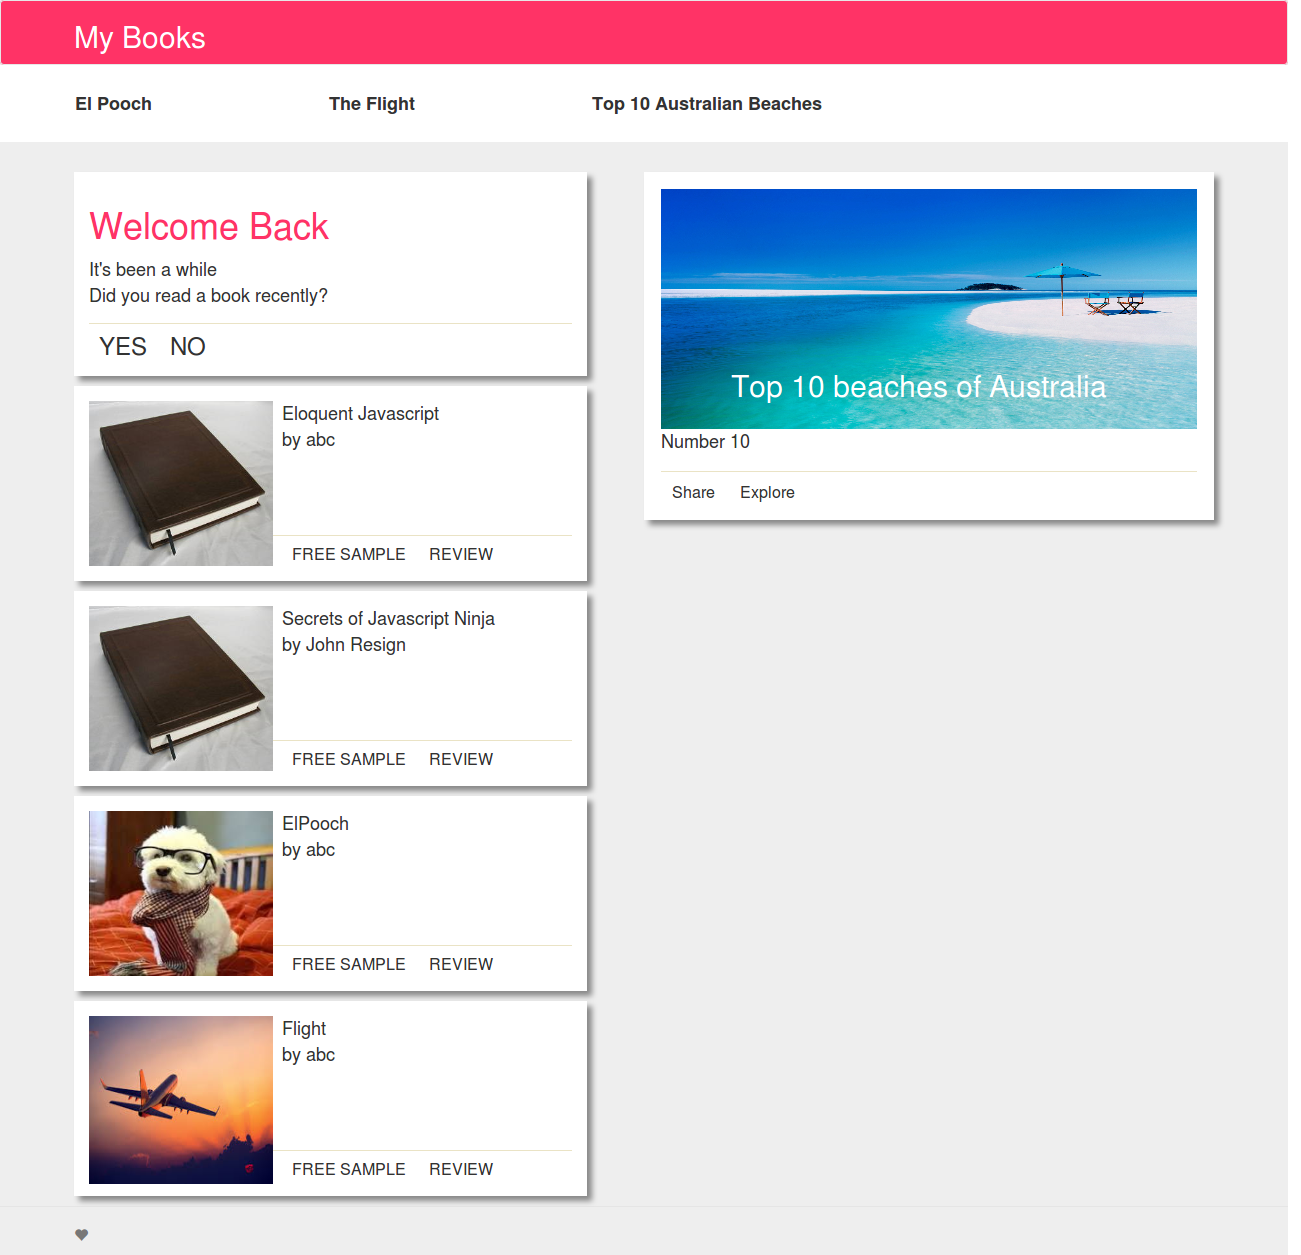 My Books
El Pooch
The Flight
Top 10 Australian Beaches
Welcome Back
It's been a while
Did you read a book recently?
YES NO
Eloquent Javascript
by abc
FREE SAMPLE REVIEW
Secrets of Javascript Ninja
by John Resign
FREE SAMPLE REVIEW
ElPooch
by abc
FREE SAMPLE REVIEW
Flight
by abc
FREE SAMPLE REVIEW
Top 10 beaches of Australia
Number 10
Share Explore